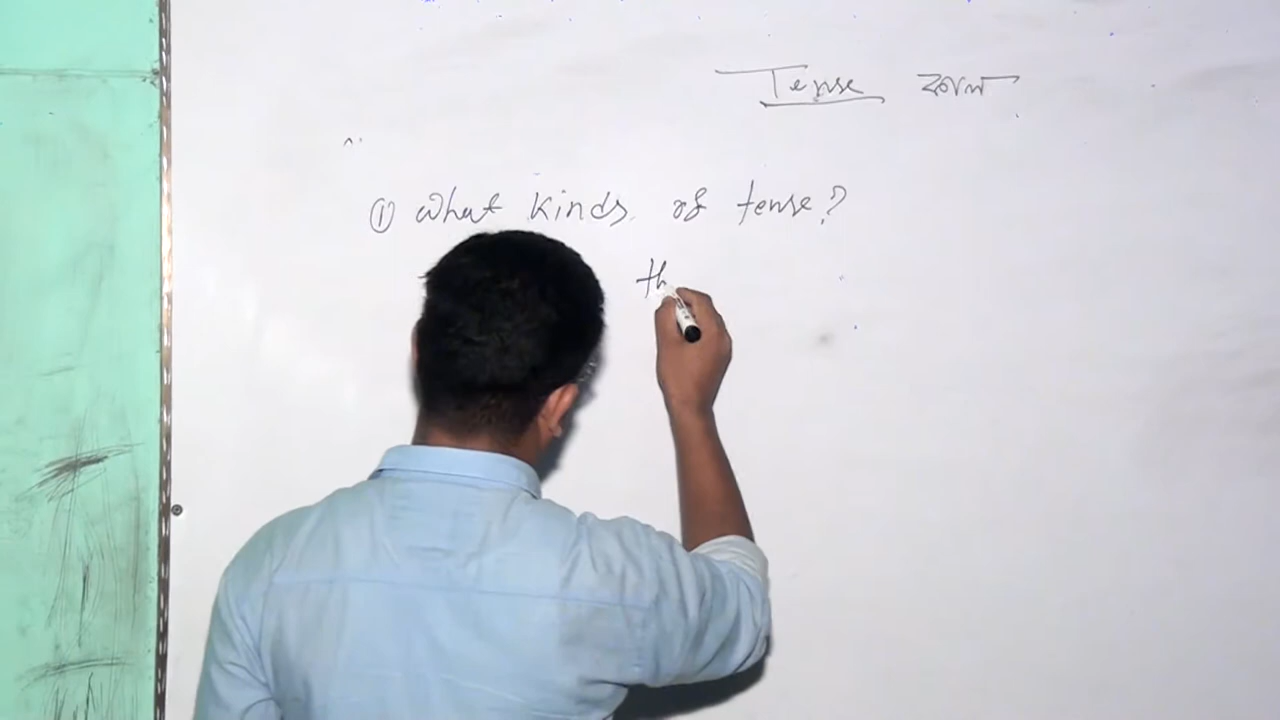 Tense
① What kinds of tense?
th